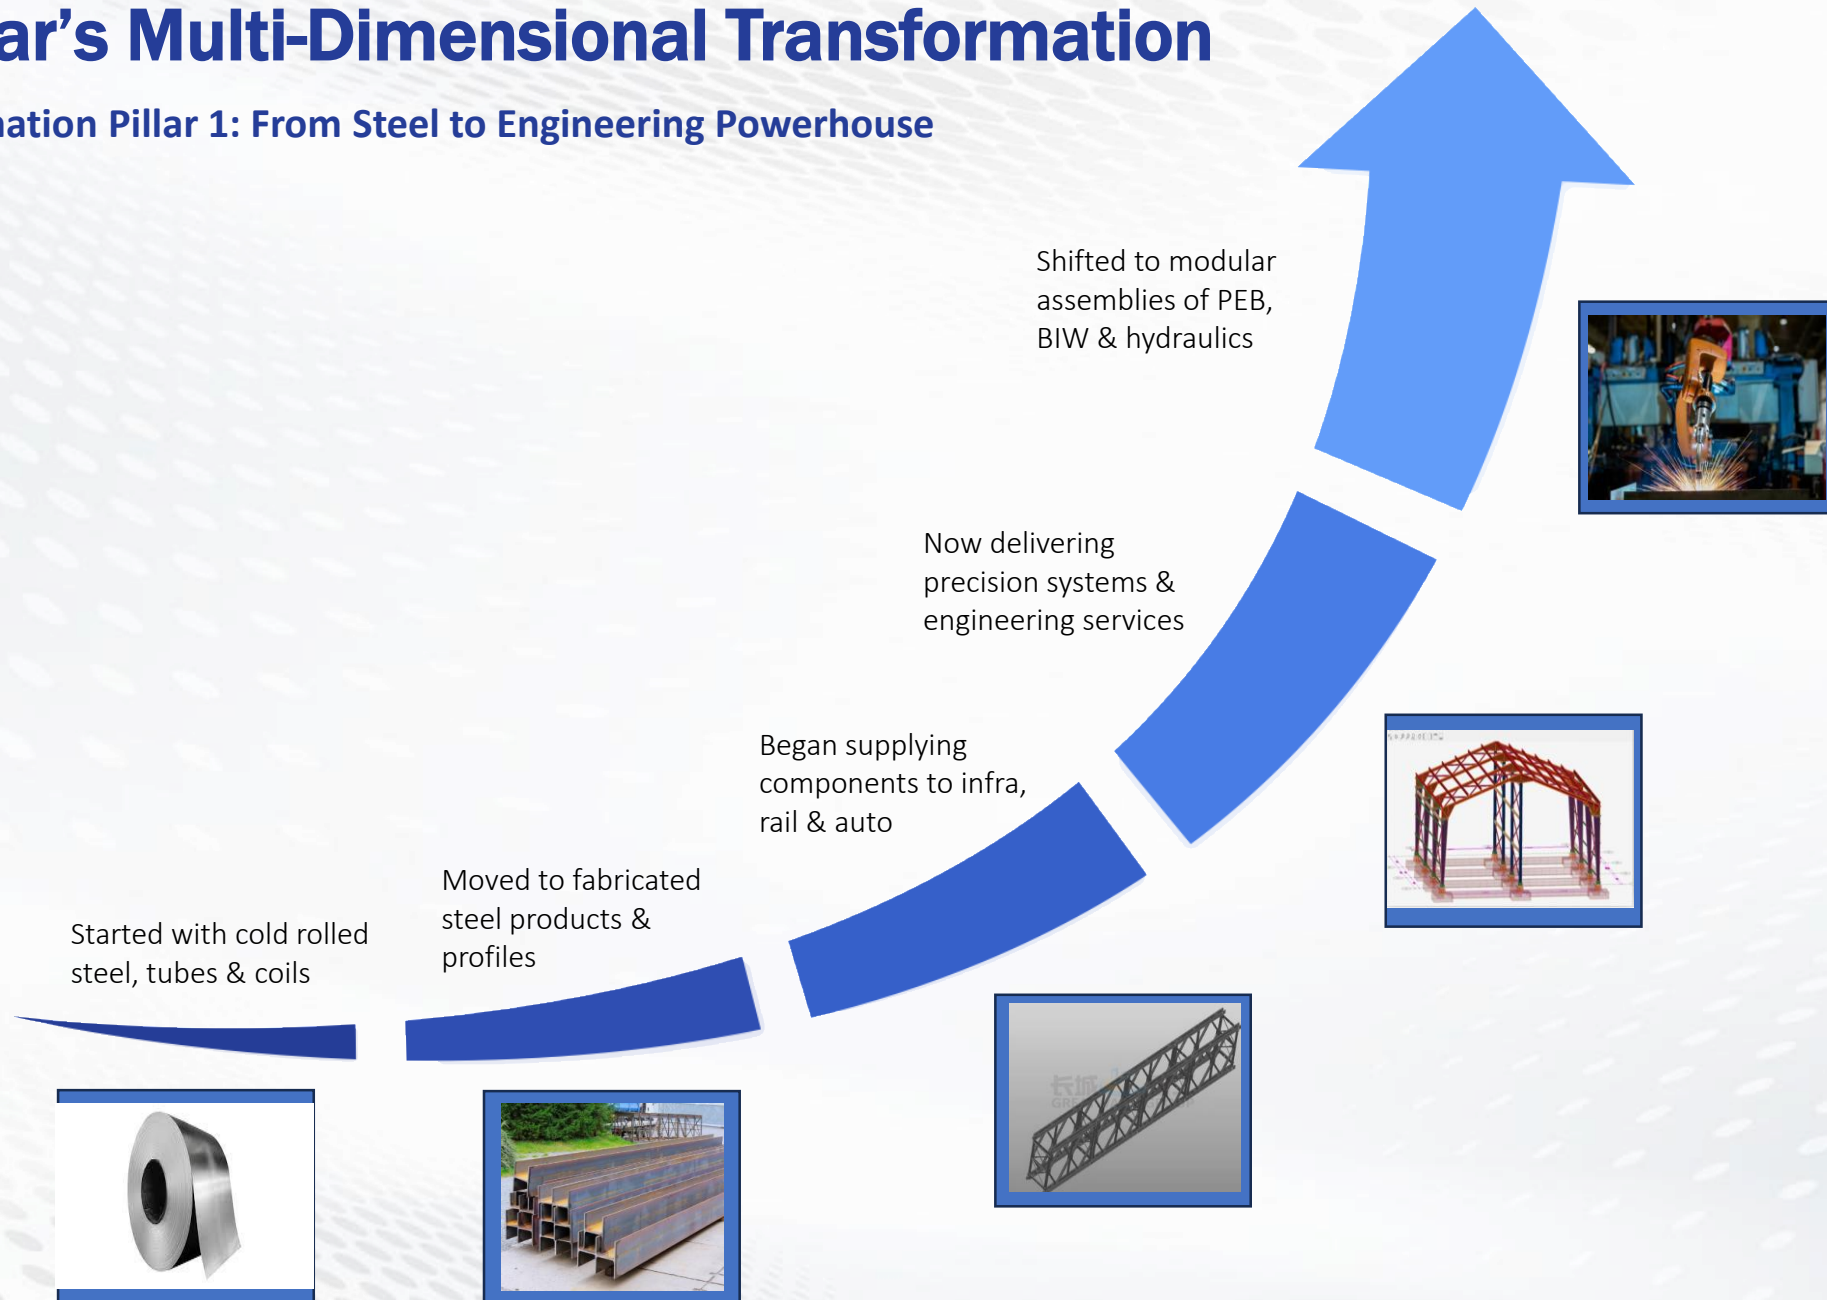 ar's Multi-Dimensional Transformation
ation Pillar 1: From Steel to Engineering Powerhouse
Shifted to modular
assemblies of PEB,
BIW & hydraulics
Now delivering
precision systems &
engineering services
Began supplying
components to infra,
rail & auto
Moved to fabricated
steel products &
profiles
Started with cold rolled
steel, tubes & coils
长城